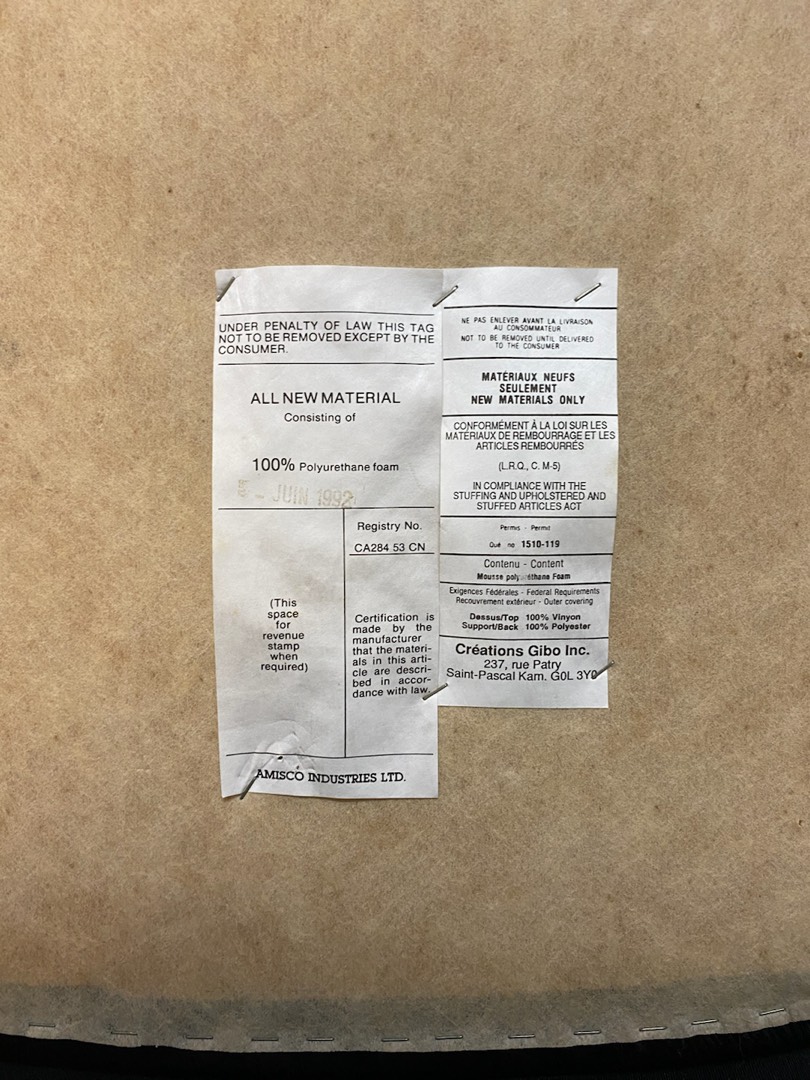 UNDER PENALTY OF LAW THIS TAG
NOT TO BE REMOVED EXCEPT BY THE
CONSUMER.
ALL NEW MATERIAL
Consisting of
100% Polyurethane foam
5 - JUIN 1992
Registry No.
CA284 53 CN
(This
space
for
revenue
stamp
when
required)
Certification is
made by the
manufacturer
that the materi-
als in this arti-
cle are descri-
bed in accor-
dance with law.
AMISCO INDUSTRIES LTD.
NE PAS ENLEVER AVANT LA LIVRAISON
AU CONSOMMATEUR
NOT TO BE REMOVED UNTIL DELIVERED
TO THE CONSUMER
MATÉRIAUX NEUFS
SEULEMENT
NEW MATERIALS ONLY
CONFORMÉMENT À LA LOI SUR LES
MATÉRIAUX DE REMBOURRAGE ET LES
ARTICLES REMBOURRÉS
(L.R.Q., C. M-5)
IN COMPLIANCE WITH THE
STUFFING AND UPHOLSTERED AND
STUFFED ARTICLES ACT
Permis - Permit
Qué no 1510-119
Contenu - Content
Mousse Foam
Exigences Fédérales - Federal Requirements
Recouvrement extérieur - Outer covering
Dessus/Top 100% Vinyon
Support/Back 100% Polyester
Créations Gibo Inc.
237, rue Patry
Saint-Pascal Kam. G0L 3Y0